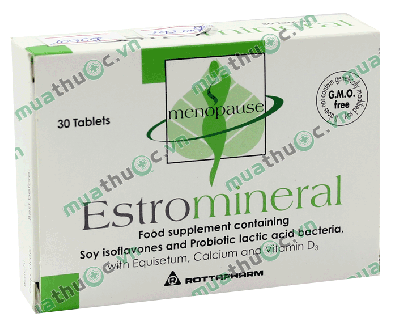 muathuốc.vn
menopause
30 Tablets
G.M.O.
free
Estromineral
Food supplement containing
Soy isoflavones and Probiotic lactic acid bacteria,
with Equisetum, Calcium and vitamin D3
ROTTAPHARM